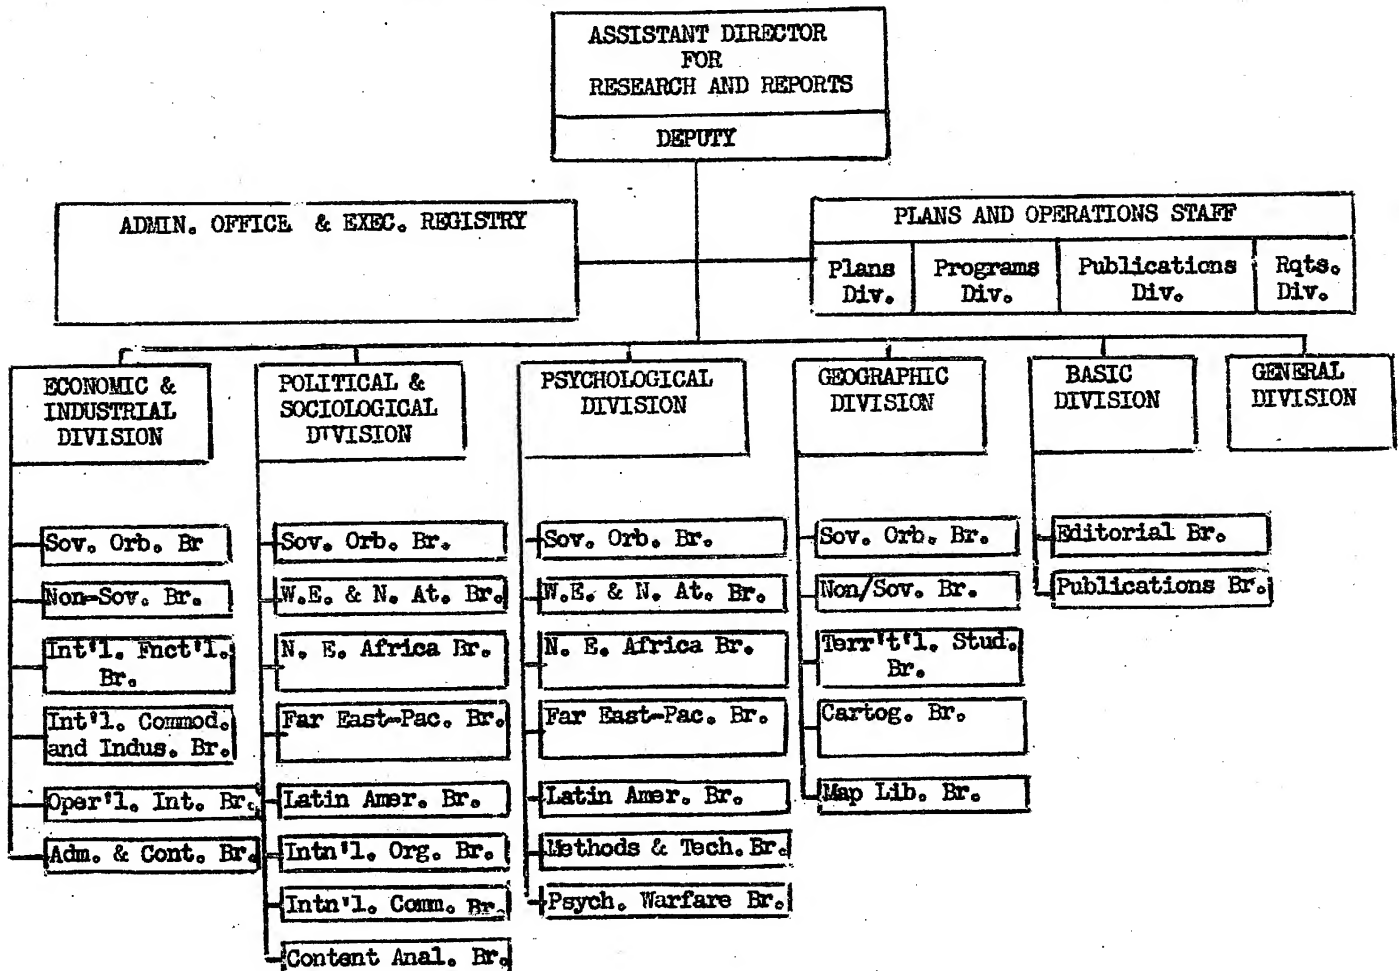 ASSISTANT DIRECTOR
FOR
RESEARCH AND REPORTS
DEPUTY
ADMIN. OFFICE & EXEC. REGISTRY
PLANS AND OPERATIONS STAFF
Plans
Div.
Programs
Div.
Publications
Div.
Rqts.
Div.
ECONOMIC &
INDUSTRIAL
DIVISION
Sov. Orb. Br
Non-Sov. Br.
Int'l. Fnct'l.
Br.
Int'l. Commod.
and Indus. Br.
Oper'l. Int. Br.
Adm. & Cont. Br.
POLITICAL &
SOCIOLOGICAL
DIVISION
Sov. Orb. Br.
W.E. & N. At. Br.
N. E. Africa Br.
Far East-Pac. Br.
Latin Amer. Br.
Intn'l. Org. Br.
Intn'l. Comm. Br.
Content Anal. Br.
PSYCHOLOGICAL
DIVISION
Sov. Orb. Br.
W.E. & N. At. Br.
N. E. Africa Br.
Far East-Pac. Br.
Latin Amer. Br.
Methods & Tech. Br.
Psych. Warfare Br.
GEOGRAPHIC
DIVISION
Sov. Orb. Br.
Non/Sov. Br.
Terr't'l. Stud.
Br.
Cartog. Br.
Map Lib. Br.
BASIC
DIVISION
Editorial Br.
Publications Br.
GENERAL
DIVISION